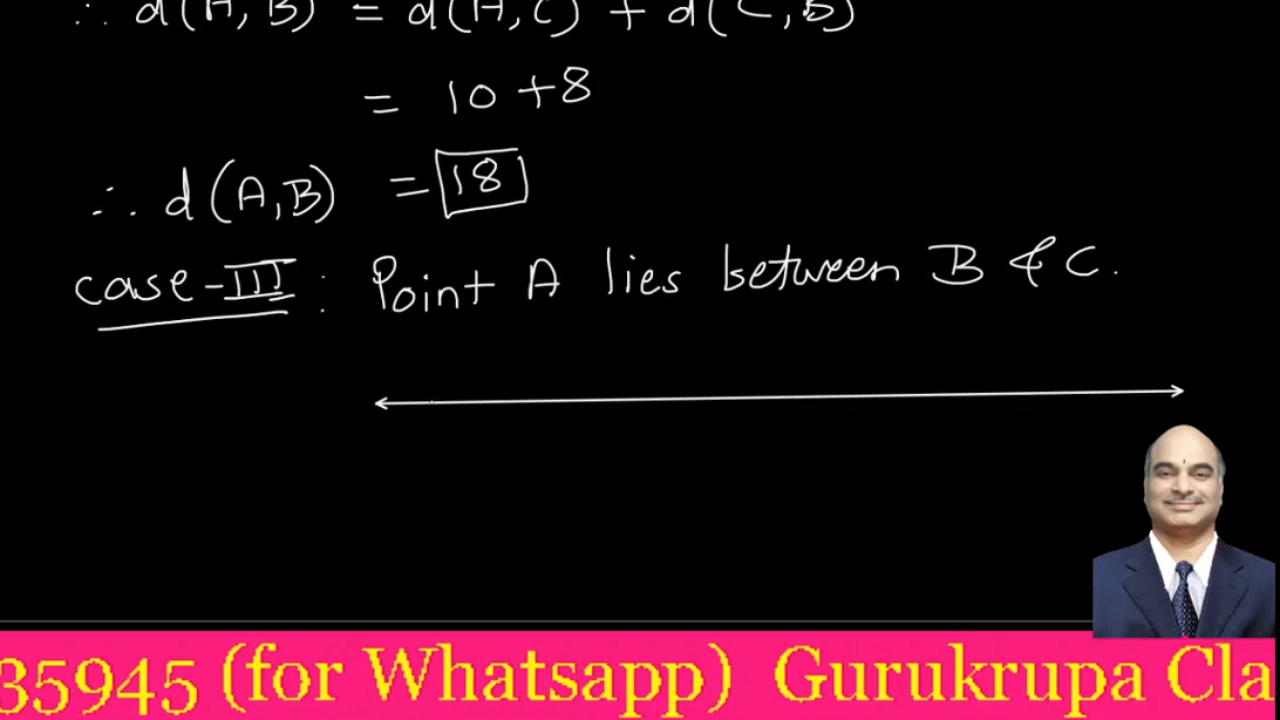 ∴ d(A, B) = d(A, C) + d(C, B)
= 10 + 8
∴ d(A, B) = 18
case-III : Point A lies between B & C.
35945 (for Whatsapp) Gurukrupa Cla